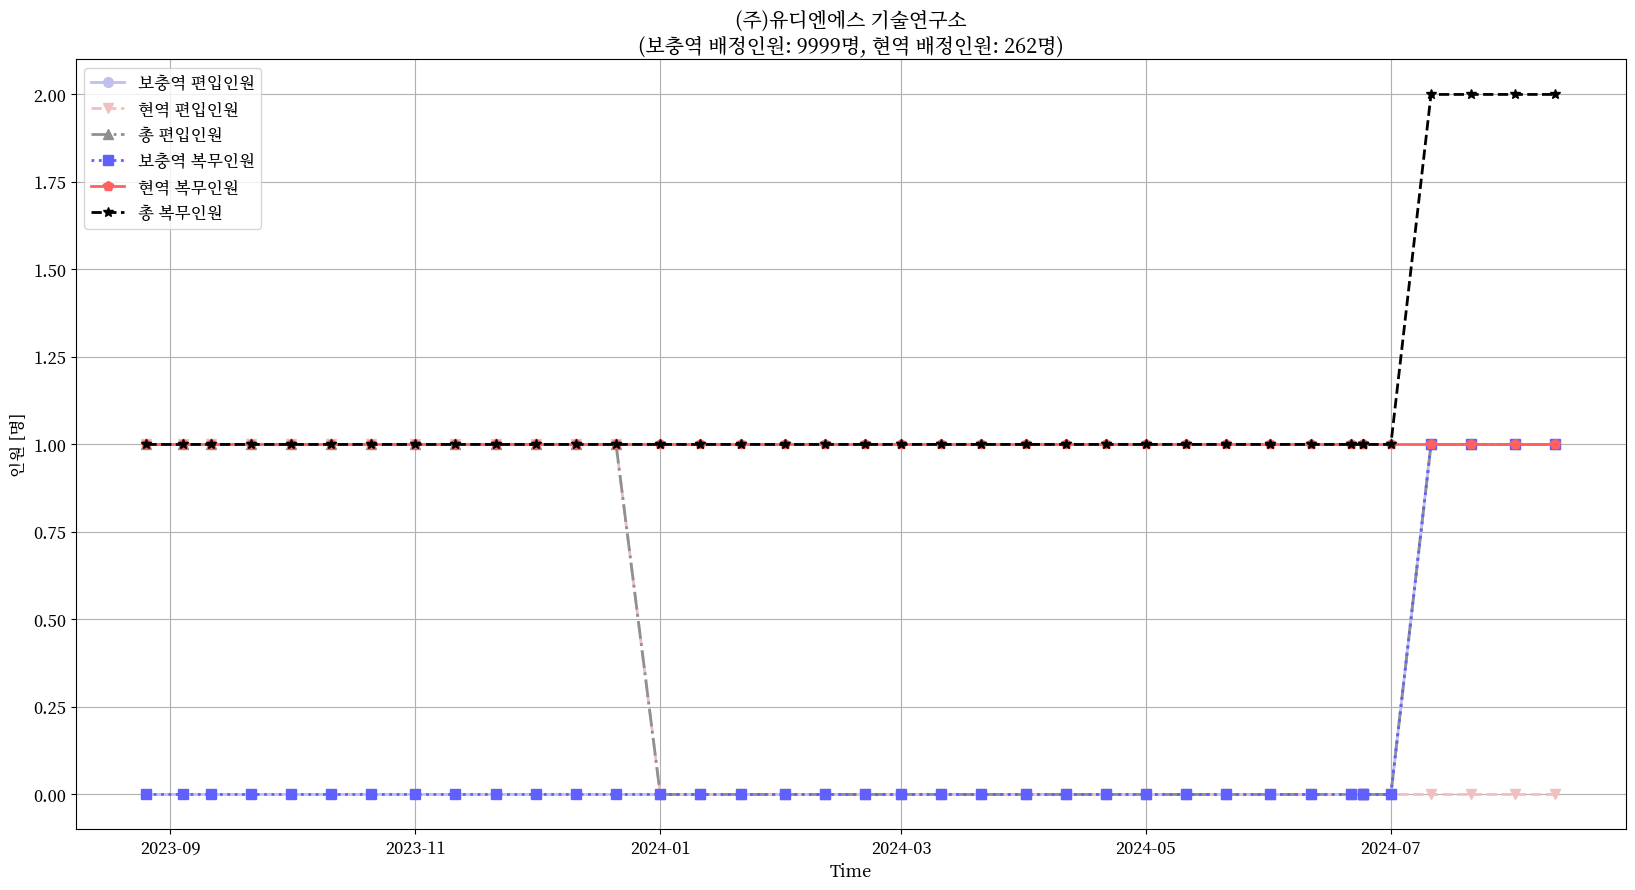 (주)유디엔에스 기술연구소
(보충역 배정인원: 9999명, 현역 배정인원: 262명)
보충역 편입인원
현역 편입인원
총 편입인원
보충역 복무인원
현역 복무인원
총 복무인원
2.00
1.75
1.50
1.25
1.00
0.75
0.50
0.25
0.00
인원 [명]
2023-09
2023-11
2024-01
2024-03
2024-05
2024-07
Time